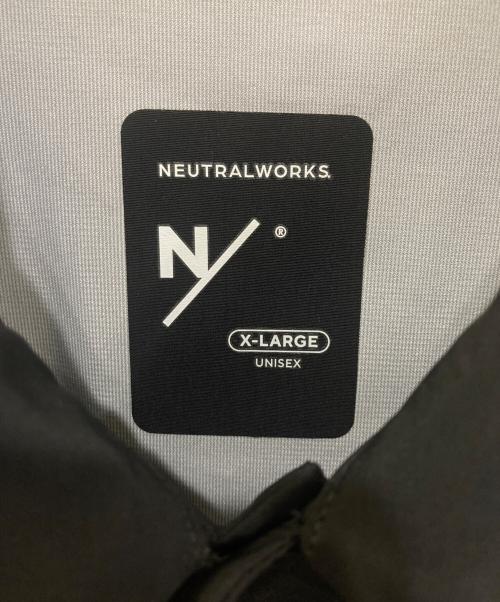 NEUTRALWORKS.
N/®
X-LARGE
UNISEX